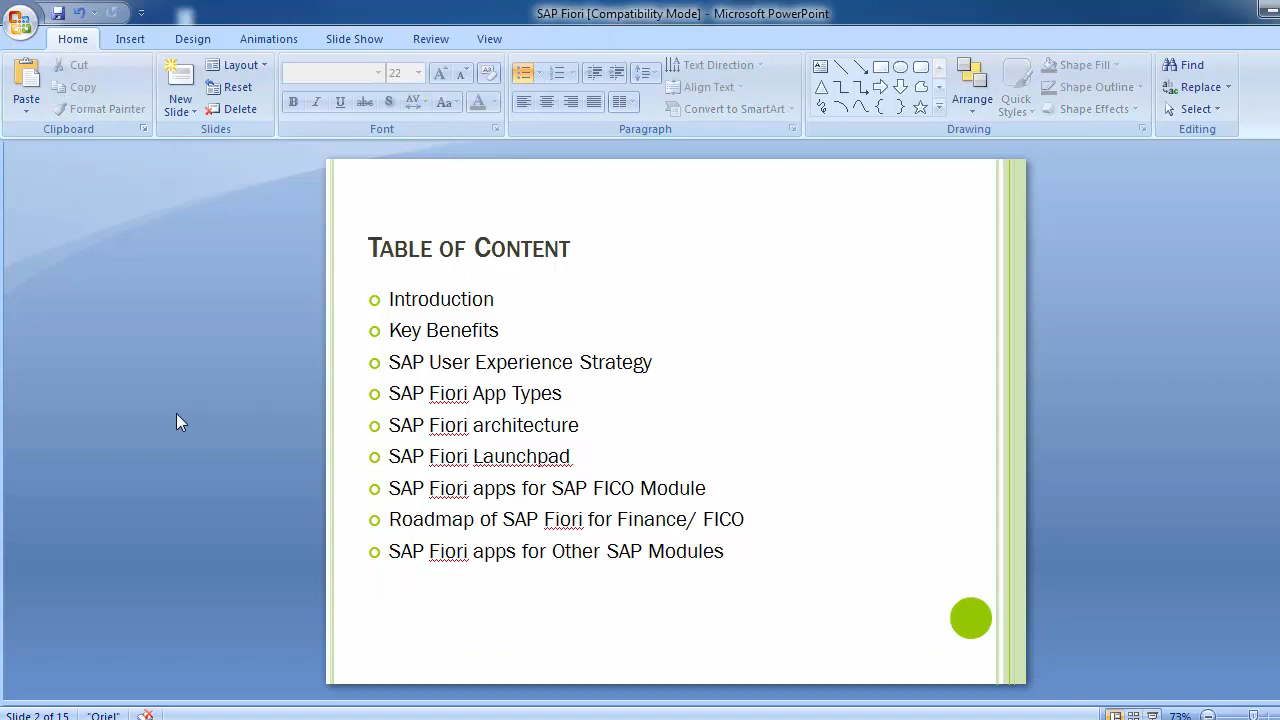 SAP Fiori [Compatibility Mode] - Microsoft PowerPoint
Home Insert Design Animations Slide Show Review View
Paste Cut Copy Format Painter
Clipboard
New Slide Layout Reset Delete
Slides
22
B I U abc S AV Aa A
Font
Text Direction Align Text Convert to SmartArt
Paragraph
Arrange Quick Styles Shape Fill Shape Outline Shape Effects
Drawing
Find Replace Select
Editing
TABLE OF CONTENT
Introduction
Key Benefits
SAP User Experience Strategy
SAP Fiori App Types
SAP Fiori architecture
SAP Fiori Launchpad
SAP Fiori apps for SAP FICO Module
Roadmap of SAP Fiori for Finance/ FICO
SAP Fiori apps for Other SAP Modules
Slide 2 of 15 "Oriel" 73%